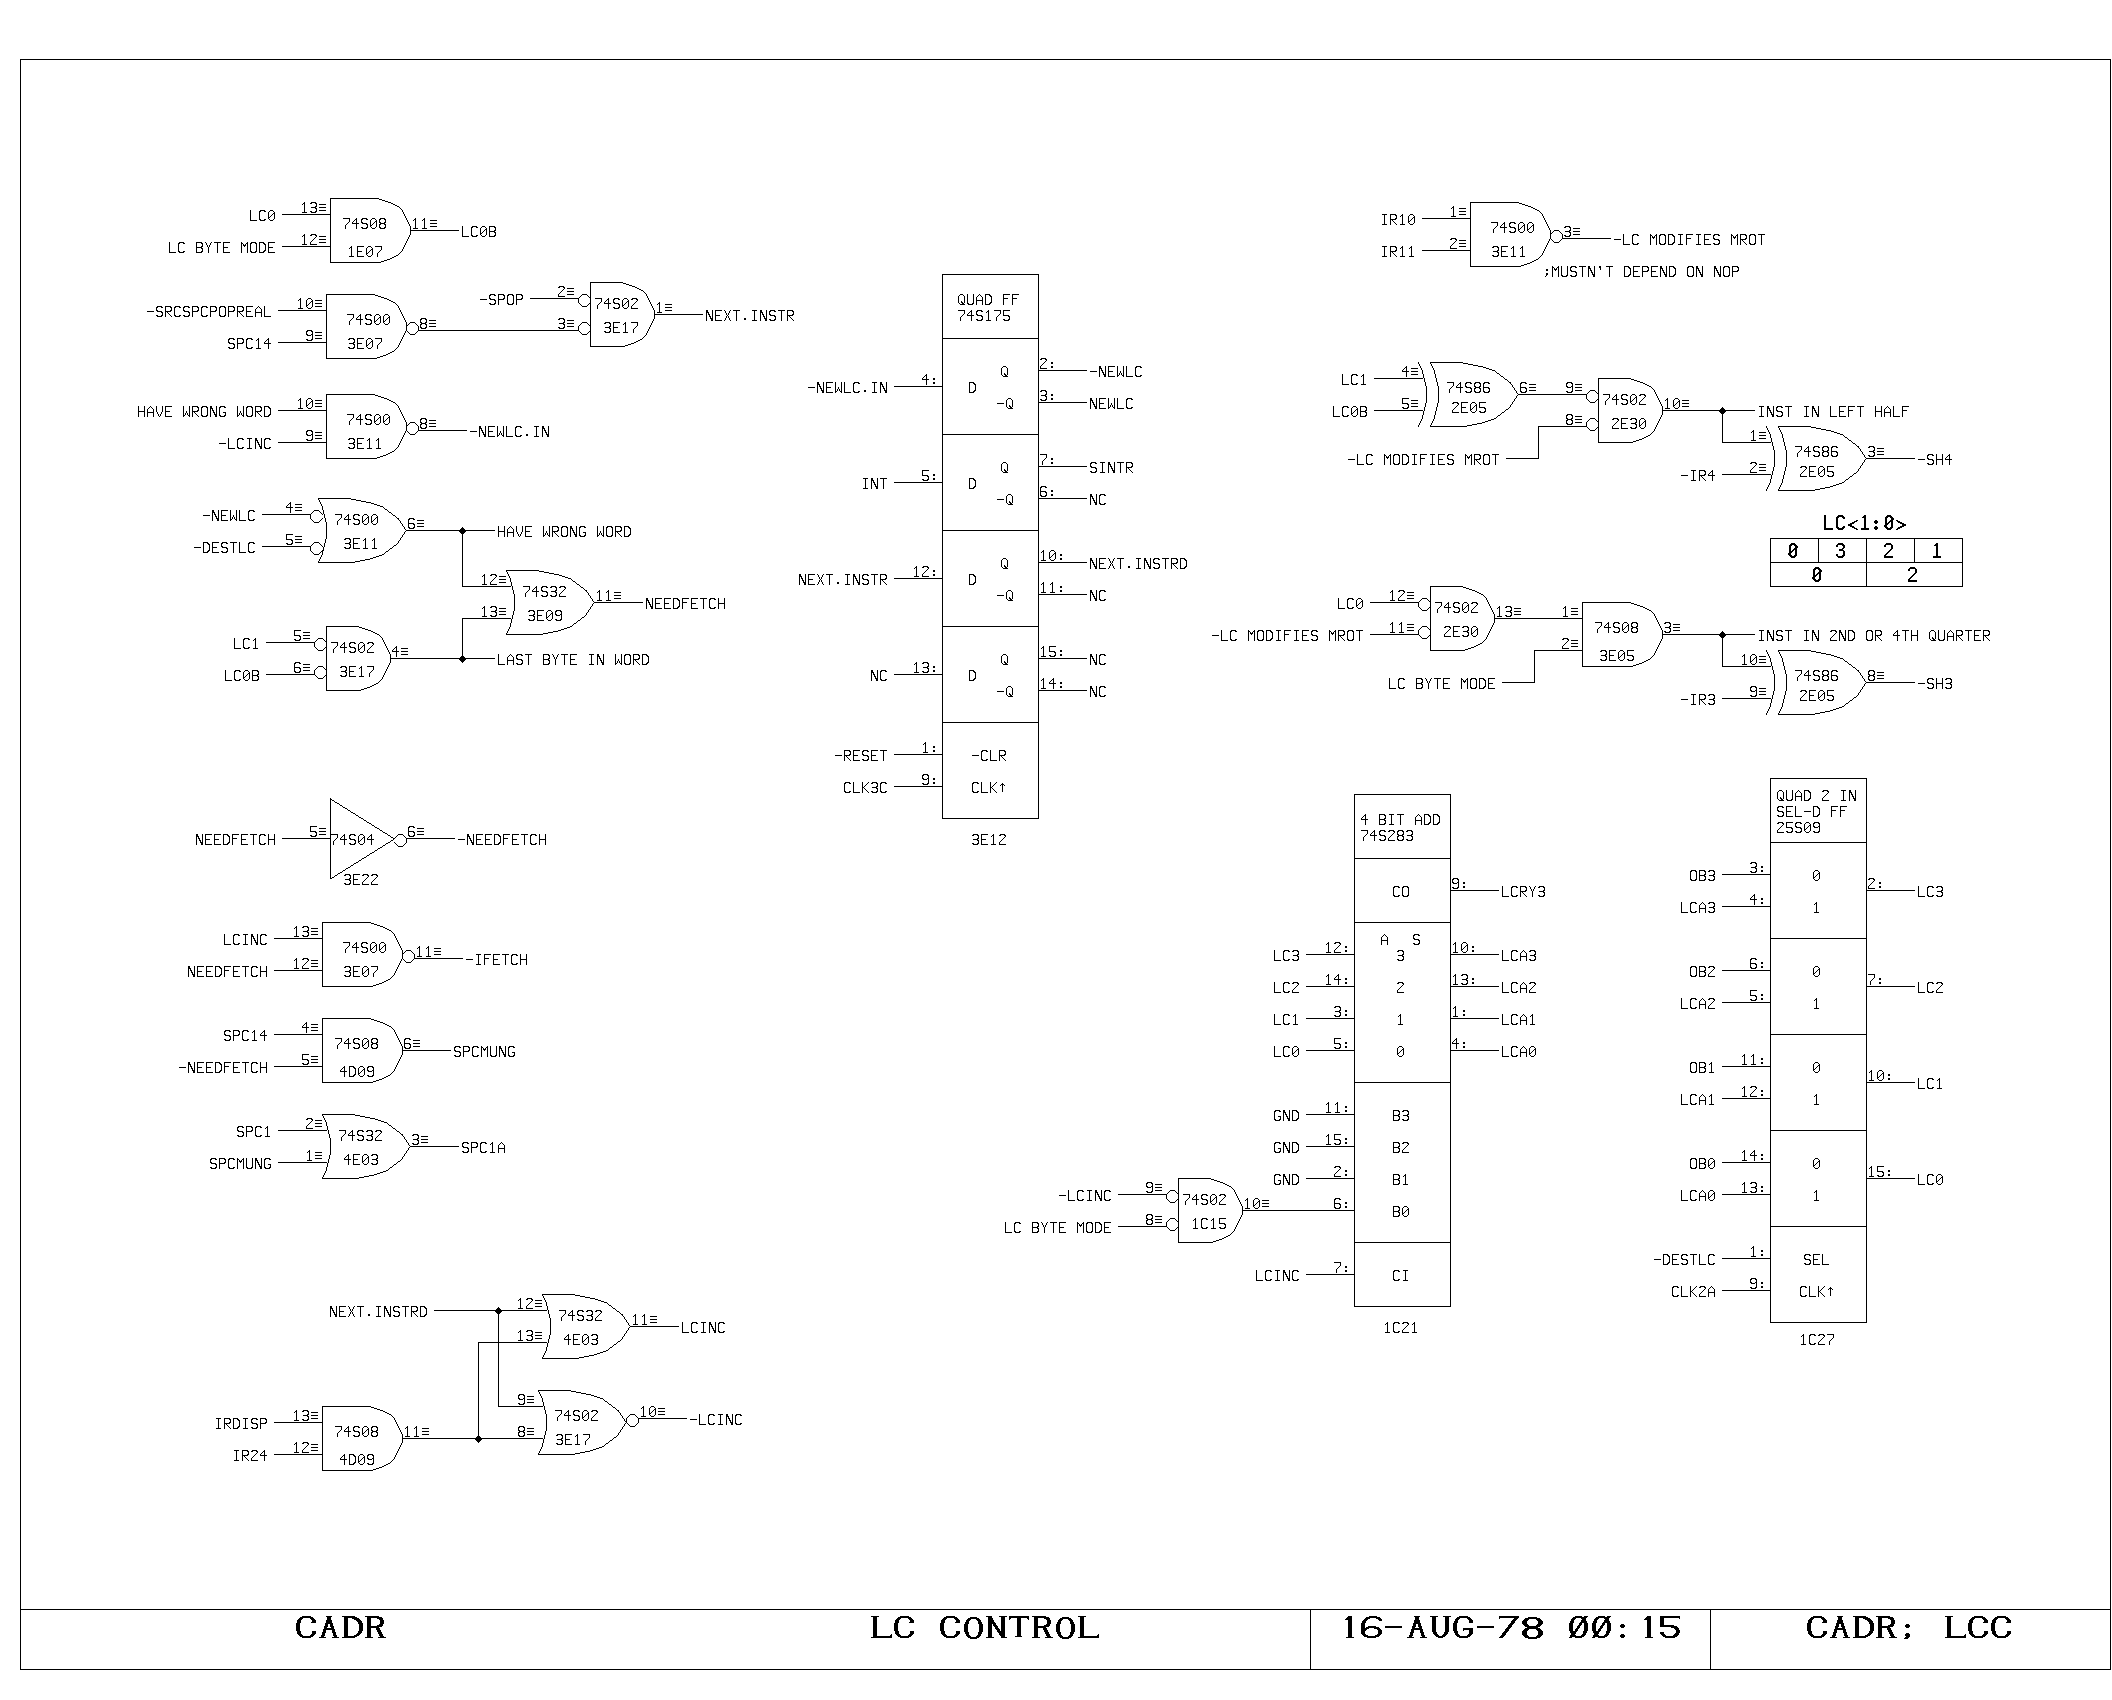 LC0 13≡ 74S08 11≡ LC0B
LC BYTE MODE 12≡ 1E07
-SRCSPCPOPREAL 10≡ 74S00 8≡
SPC14 9≡ 3E07
-SPOP 2≡ 74S02 1≡ NEXT.INSTR
3≡ 3E17
HAVE WRONG WORD 10≡ 74S00 8≡ -NEWLC.IN
-LCINC 9≡ 3E11
-NEWLC 4≡ 74S00 6≡ HAVE WRONG WORD
-DESTLC 5≡ 3E11
12≡ 74S32 11≡ NEEDFETCH
13≡ 3E09
LC1 5≡ 74S02 4≡ LAST BYTE IN WORD
LC0B 6≡ 3E17
NEEDFETCH 5≡ 74S04 6≡ -NEEDFETCH
3E22
LCINC 13≡ 74S00 11≡ -IFETCH
NEEDFETCH 12≡ 3E07
SPC14 4≡ 74S08 6≡ SPCMUNG
-NEEDFETCH 5≡ 4D09
SPC1 2≡ 74S32 3≡ SPC1A
SPCMUNG 1≡ 4E03
NEXT.INSTRD 12≡ 74S32 11≡ LCINC
13≡ 4E03
9≡ 74S02 10≡ -LCINC
8≡ 3E17
IRDISP 13≡ 74S08 11≡
IR24 12≡ 4D09
QUAD FF
74S175
-NEWLC.IN 4: D Q 2: -NEWLC
-Q 3: NEWLC
INT 5: D Q 7: SINTR
-Q 6: NC
NEXT.INSTR 12: D Q 10: NEXT.INSTRD
-Q 11: NC
NC 13: D Q 15: NC
-Q 14: NC
-RESET 1: -CLR
CLK3C 9: CLK↑
3E12
IR10 1≡ 74S00 3≡ -LC MODIFIES MROT
IR11 2≡ 3E11
;MUSTN'T DEPEND ON NOP
LC1 4≡ 74S86 6≡ 9≡ 74S02 10≡ INST IN LEFT HALF
LC0B 5≡ 2E05 8≡ 2E30
-LC MODIFIES MROT
1≡ 74S86 3≡ -SH4
-IR4 2≡ 2E05
LC<1:0>
0 3 2 1
0 2
LC0 12≡ 74S02 13≡ 1≡ 74S08 3≡ INST IN 2ND OR 4TH QUARTER
-LC MODIFIES MROT 11≡ 2E30 2≡ 3E05
LC BYTE MODE
10≡ 74S86 8≡ -SH3
-IR3 9≡ 2E05
4 BIT ADD
74S283
CO 9: LCRY3
A S
LC3 12: 3 10: LCA3
LC2 14: 2 13: LCA2
LC1 3: 1 1: LCA1
LC0 5: 0 4: LCA0
GND 11: B3
GND 15: B2
GND 2: B1
-LCINC 9≡ 74S02 10≡ 6: B0
LC BYTE MODE 8≡ 1C15
LCINC 7: CI
1C21
QUAD 2 IN
SEL-D FF
25S09
OB3 3: 0 2: LC3
LCA3 4: 1
OB2 6: 0 7: LC2
LCA2 5: 1
OB1 11: 0 10: LC1
LCA1 12: 1
OB0 14: 0 15: LC0
LCA0 13: 1
-DESTLC 1: SEL
CLK2A 9: CLK↑
1C27
CADR LC CONTROL 16-AUG-78 00:15 CADR; LCC